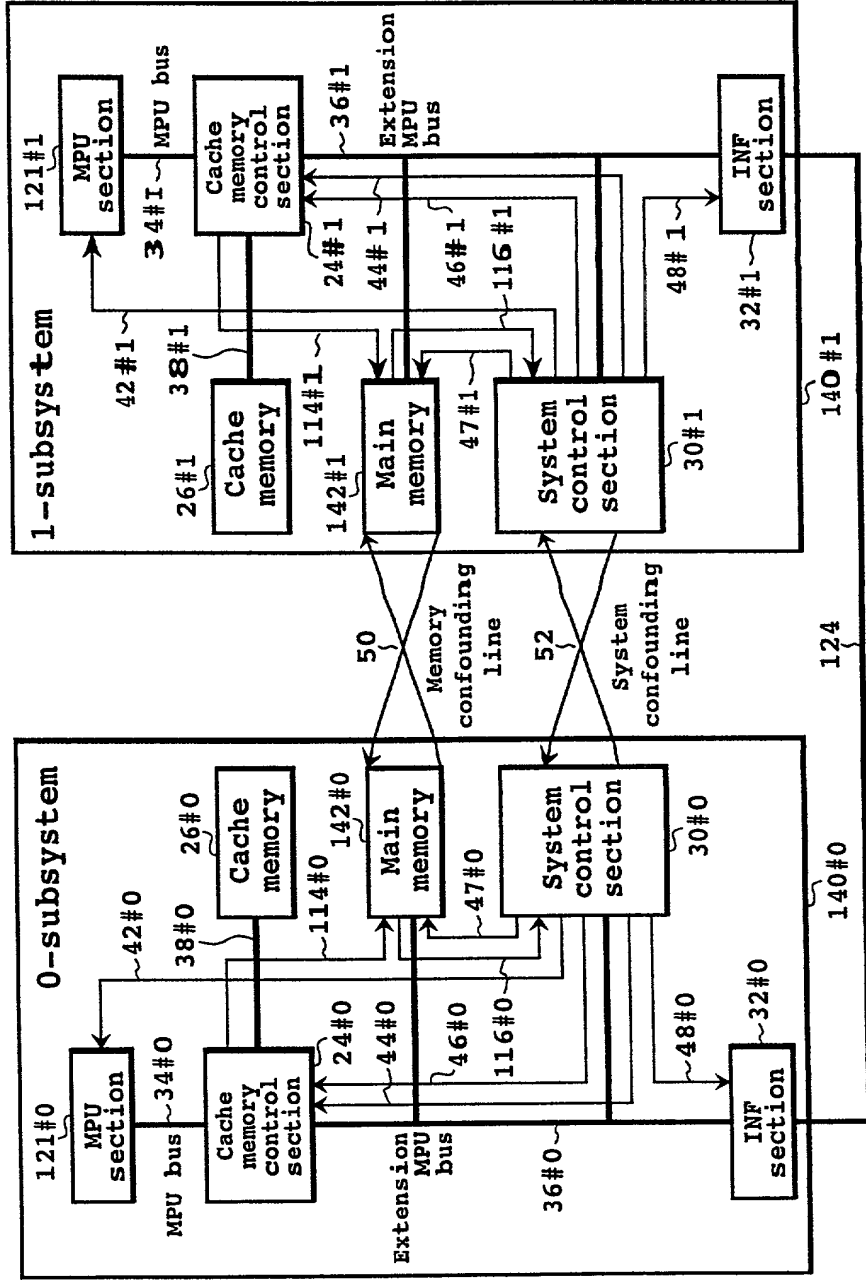 0-subsystem
121#0
MPU
section
42#0
MPU bus
34#0
26#0
Cache
memory
control
section
24#0
38#0
Cache
memory
114#0
44#0
142#0
Main
memory
Extension
MPU
bus
46#0
116#0
47#0
System
control
section
30#0
36#0
48#0
INF
section
32#0
140#0
50
Memory
confounding
line
52
System
confounding
line
124
1-subsystem
121#1
MPU
section
42#1
34#1
MPU bus
26#1
Cache
memory
38#1
Cache
memory
control
section
24#1
36#1
114#1
44#1
Extension
MPU
bus
142#1
Main
memory
46#1
116#1
47#1
System
control
section
30#1
48#1
INF
section
32#1
140#1